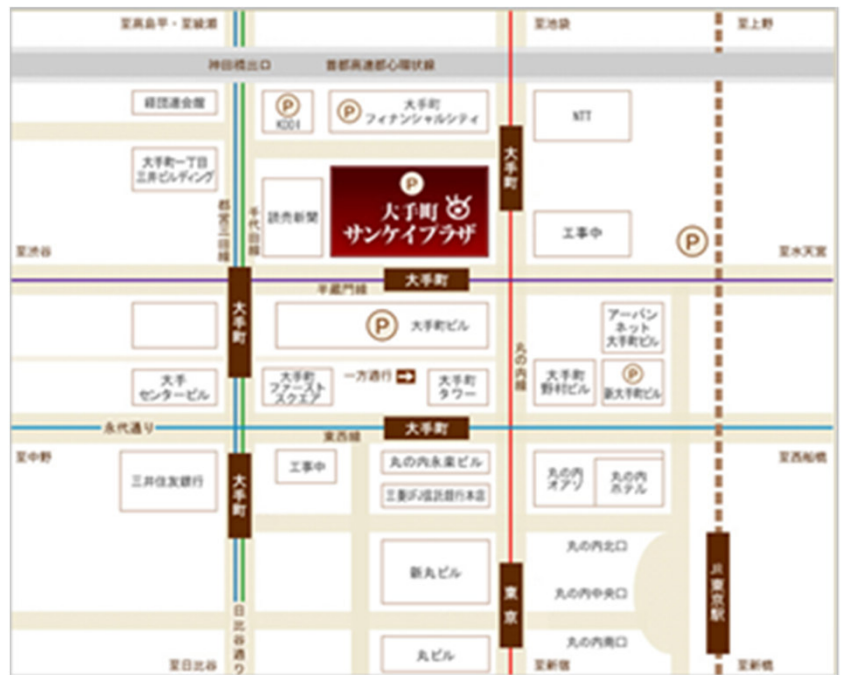 至高島平・至綾瀬
至池袋
至上野
神田橋出口
首都高速都心環状線
経団連会館
P
KDDI
P
大手町
フィナンシャルシティ
NTT
大手町
大手町一丁目
三井ビルディング
読売新聞
P
大手町
サンケイプラザ
都営三田線
千代田線
工事中
P
至渋谷
至水天宮
大手町
半蔵門線
大手町
P
大手町ビル
アーバン
ネット
大手町ビル
丸の内線
大手
センタービル
大手町
ファースト
スクエア
一方通行
大手町
タワー
大手町
野村ビル
P
新大手町ビル
永代通り
大手町
東西線
至中野
至西船橋
三井住友銀行
大手町
工事中
丸の内永楽ビル
三菱UFJ信託銀行本店
丸の内
オアゾ
丸の内
ホテル
新丸ビル
丸の内北口
丸の内中央口
丸の内南口
東京
JR東京駅
日比谷通り
丸ビル
至日比谷
至新宿
至新橋